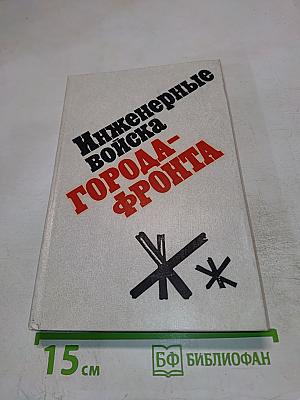 Инженерные
войска
ГОРОДА-
ФРОНТА
15 см
БФ БИБЛИОФАН